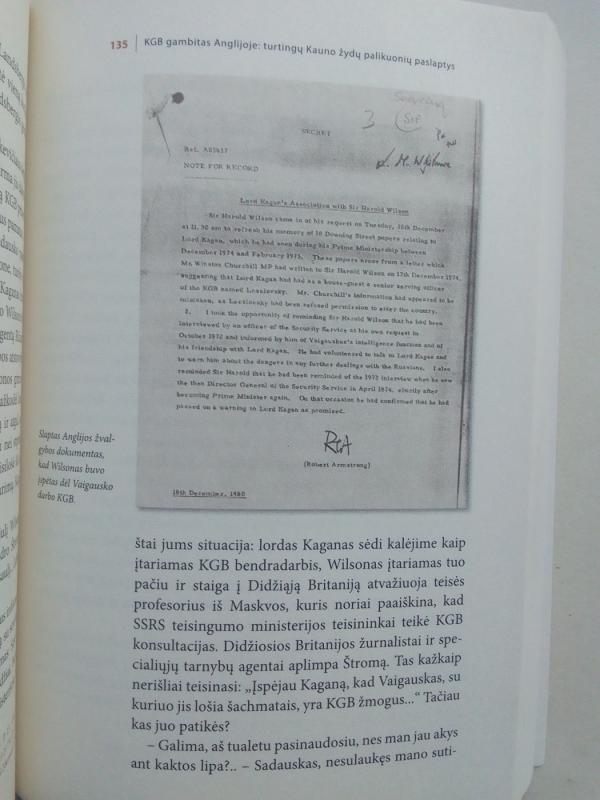 135 | KGB gambitas Anglijoje: turtingų Kauno žydų palikuonių paslaptys
SECRET
3
Ref. A03417
NOTE FOR RECORD
Lord Kagan's Association with Sir Harold Wilson
Sir Harold Wilson came in at his request on Tuesday, 16th December
at 11.30 am to refresh his memory of 10 Downing Street papers relating to
Lord Kagan, which he had seen during his Prime Ministership between
December 1974 and February 1975. These papers arose from a letter which
Mr Winston Churchill MP had written to Sir Harold Wilson on 17th December 1974,
suggesting that Lord Kagan had had as a house-guest a senior serving officer
of the KGB named Lessiovsky. Mr. Churchill's information had appeared to be
mistaken, as Lessiovsky had been refused permission to enter the country.
2. I took the opportunity of reminding Sir Harold Wilson that he had been
interviewed by an officer of the Security Service at his own request in
October 1972 and informed by him of Vaigauskas's intelligence function and of
his friendship with Lord Kagan. He had volunteered to talk to Lord Kagan and
to warn him about the dangers in any further dealings with the Russians. I also
reminded Sir Harold that he had been reminded of the 1972 interview when he saw
the then Director General of the Security Service in April 1974, shortly after
becoming Prime Minister again. On that occasion he had confirmed that he had
passed on a warning to Lord Kagan as promised.
RTA
(Robert Armstrong)
18th December, 1980
Slaptas Anglijos žval-
gybos dokumentas,
kad Wilsonas buvo
įspėtas dėl Vaigausko
darbo KGB.
štai jums situacija: lordas Kaganas sėdi kalėjime kaip
įtariamas KGB bendradarbis, Wilsonas įtariamas tuo
pačiu ir staiga į Didžiąją Britaniją atvažiuoja teisės
profesorius iš Maskvos, kuris noriai paaiškina, kad
SSRS teisingumo ministerijos teisininkai teikė KGB
konsultacijas. Didžiosios Britanijos žurnalistai ir spe-
cialiųjų tarnybų agentai aplimpa Štromą. Tas kažkaip
nerišliai teisinasi: „Įspėjau Kaganą, kad Vaigauskas, su
kuriuo jis lošia šachmatais, yra KGB žmogus...“ Tačiau
kas juo patikės?
– Galima, aš tualetu pasinaudosiu, nes man jau akys
ant kaktos lipa?.. – Sadauskas, nesulaukęs mano suti-